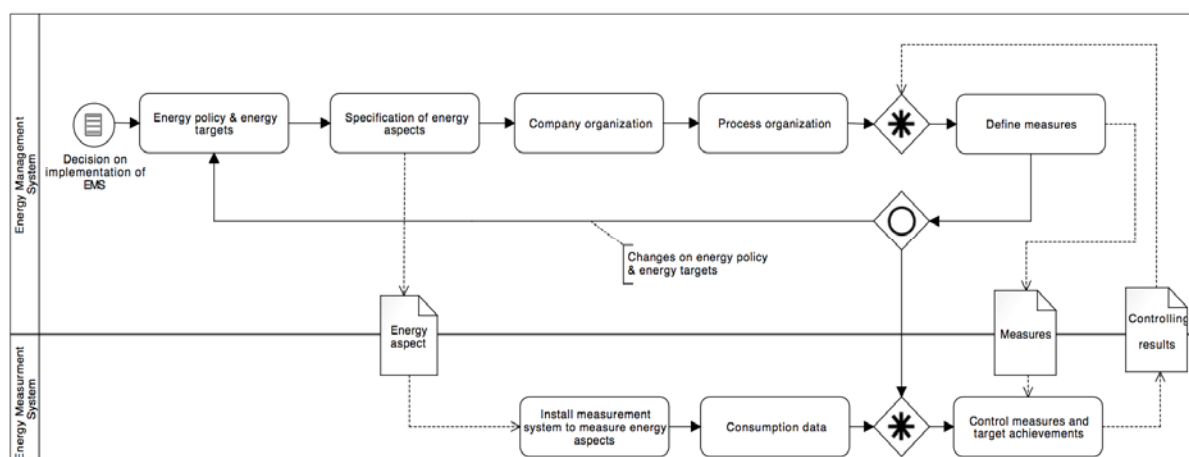 Energy Management
System
Energy policy & energy
targets
Specification of energy
aspects
Company organization
Process organization
Define measures
Decision on
implementation of
EMS
Changes on energy policy
& energy targets
Energy
aspect
Measures
Controlling
results
Energy Measurment
System
Install measurement
system to measure energy
aspects
Consumption data
Control measures and
target achievements